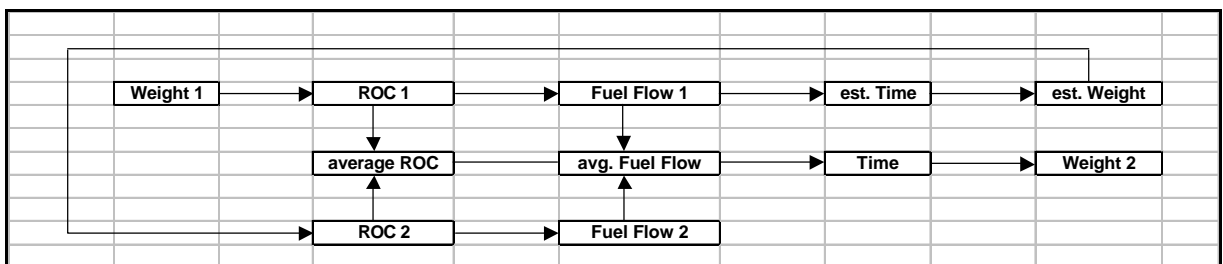 Weight 1
ROC 1
Fuel Flow 1
est. Time
est. Weight
average ROC
avg. Fuel Flow
Time
Weight 2
ROC 2
Fuel Flow 2